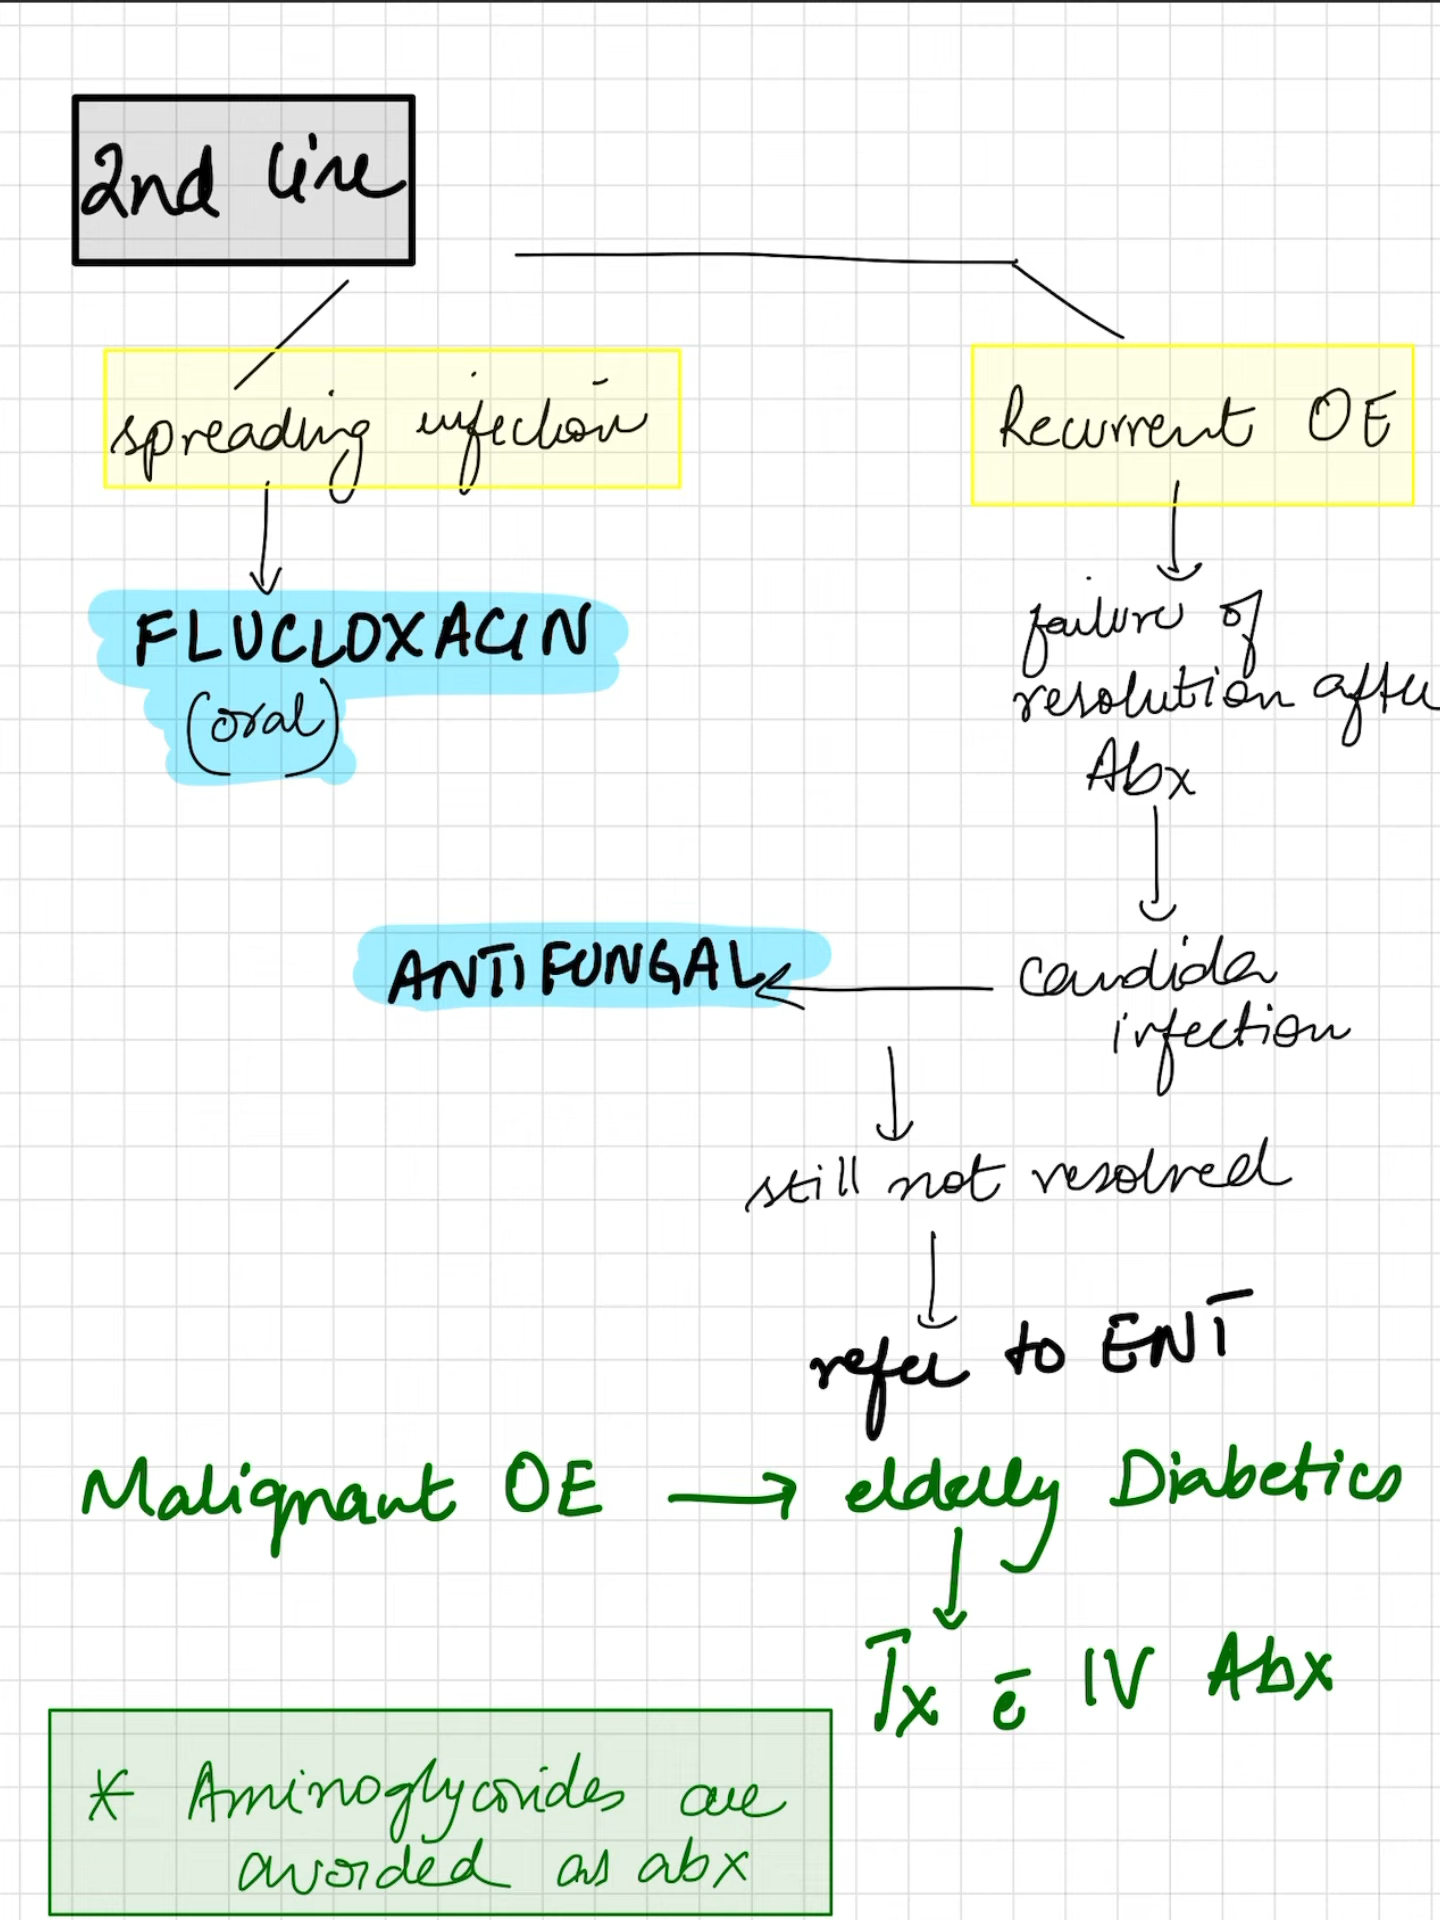 2nd line
spreading infection
Recurrent OE
FLUCLOXACIN
(oral)
failure of
resolution after
Abx
ANTIFUNGAL
candida
infection
still not resolved
refer to ENT
Malignant OE → elderly Diabetics
Tx c̄ IV Abx
* Aminoglycosides are
avoided as abx